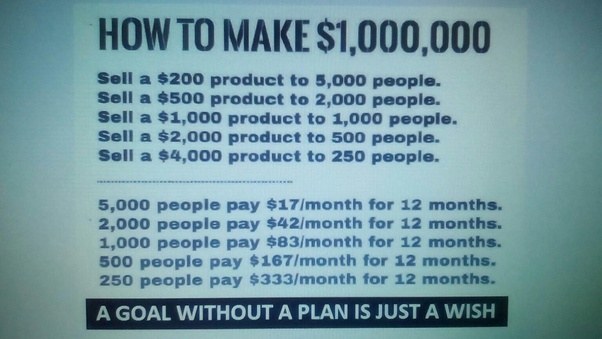 HOW TO MAKE $1,000,000
Sell a $200 product to 5,000 people.
Sell a $500 product to 2,000 people.
Sell a $1,000 product to 1,000 people.
Sell a $2,000 product to 500 people.
Sell a $4,000 product to 250 people.
5,000 people pay $17/month for 12 months.
2,000 people pay $42/month for 12 months.
1,000 people pay $83/month for 12 months.
500 people pay $167/month for 12 months.
250 people pay $333/month for 12 months.
A GOAL WITHOUT A PLAN IS JUST A WISH